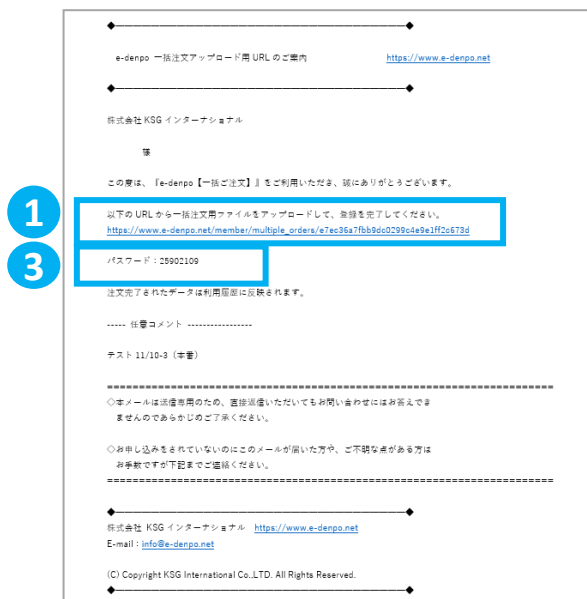 ◆――――――――――――――――――――――――――――◆
e-denpo 一括注文アップロード用 URL のご案内 https://www.e-denpo.net
◆――――――――――――――――――――――――――――◆
株式会社 KSG インターナショナル
様
この度は、『e-denpo【一括ご注文】』をご利用いただき、誠にありがとうございます。
1
以下の URL から一括注文用ファイルをアップロードして、登録を完了してください。
https://www.e-denpo.net/member/multiple_orders/e7ec36a7fbb9dc0299c4e9e1ff2c673d
3
パスワード：25902109
注文完了されたデータは利用履歴に反映されます。
----- 任意コメント -----------------
テスト 11/10-3（本番）
======================================================================
◇本メールは送信専用のため、直接返信いただいてもお問い合わせにはお答えでき
ませんのであらかじめご了承ください。
◇お申し込みをされていないのにこのメールが届いた方や、ご不明な点がある方は
お手数ですが下記までご連絡ください。
======================================================================
◆――――――――――――――――――――――――――――◆
株式会社 KSG インターナショナル https://www.e-denpo.net
E-mail：info@e-denpo.net
(C) Copyright KSG International Co.,LTD. All Rights Reserved.
◆――――――――――――――――――――――――――――◆